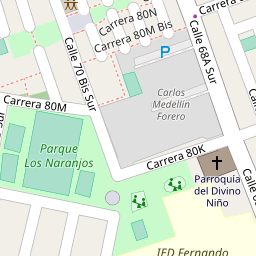 Carrera 80N
Carrera 80M Bis
Calle 68A Sur
Calle 70 Bis Sur
P
Carlos
Medellín
Forero
Carrera 80M
Parque
Los Naranjos
Carrera 80K
Parroquia
del Divino
Niño
Sur
IED Fernando